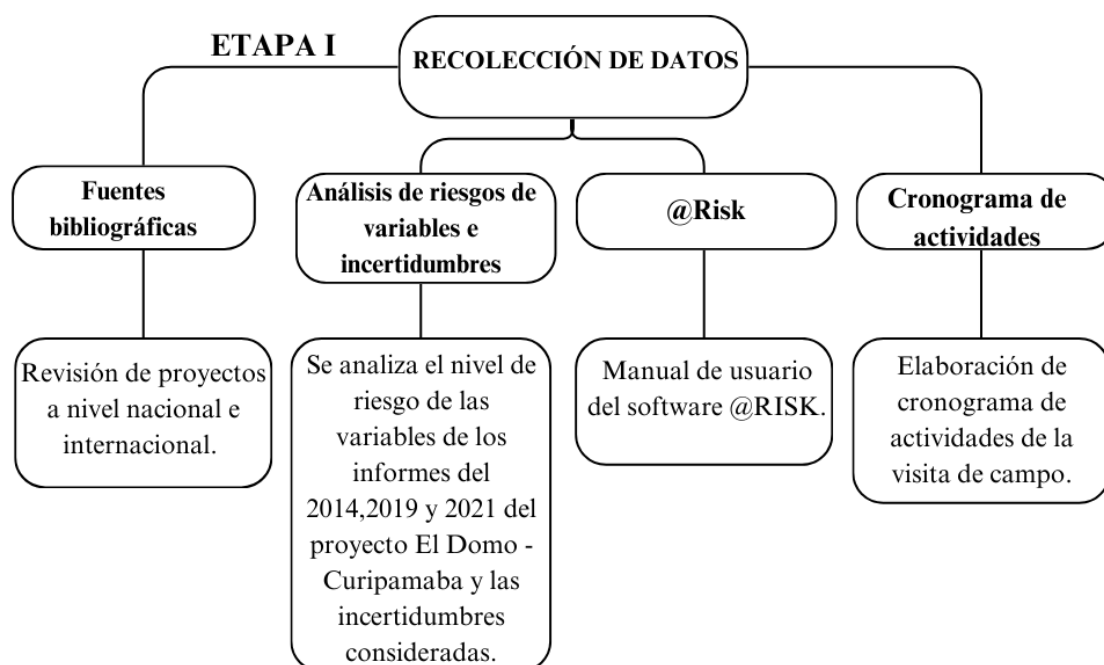 ETAPA I
RECOLECCIÓN DE DATOS
Fuentes
bibliográficas
Análisis de riesgos de
variables e
incertidumbres
@Risk
Cronograma de
actividades
Revisión de proyectos
a nivel nacional e
internacional.
Se analiza el nivel de
riesgo de las
variables de los
informes del
2014,2019 y 2021 del
proyecto El Domo -
Curipamaba y las
incertidumbres
consideradas.
Manual de usuario
del software @RISK.
Elaboración de
cronograma de
actividades de la
visita de campo.